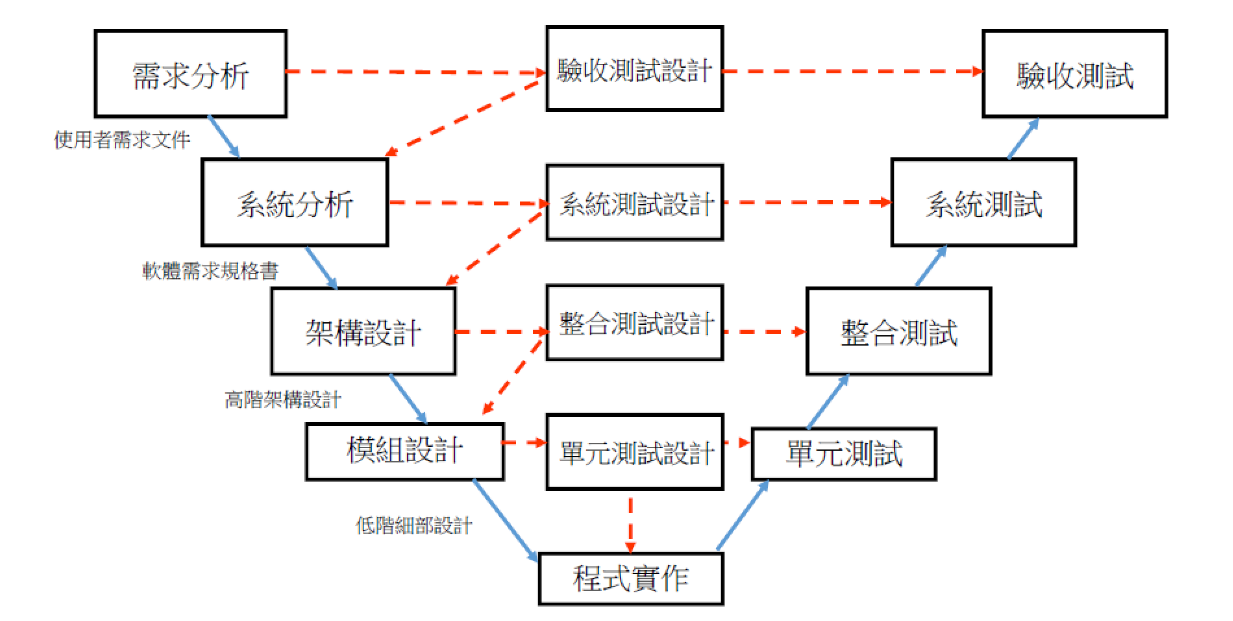 需求分析
驗收測試設計
驗收測試
使用者需求文件
系統分析
系統測試設計
系統測試
軟體需求規格書
架構設計
整合測試設計
整合測試
高階架構設計
模組設計
單元測試設計
單元測試
低階細部設計
程式實作